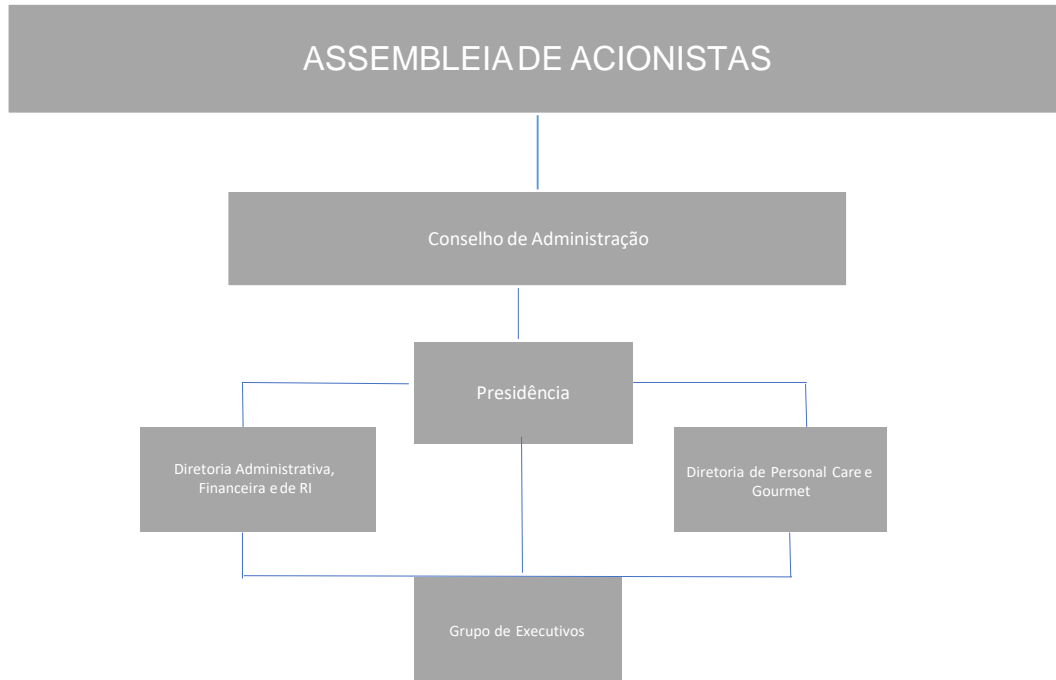 ASSEMBLEIA DE ACIONISTAS
Conselho de Administração
Presidência
Diretoria Administrativa,
Financeira e de RI
Diretoria de Personal Care e
Gourmet
Grupo de Executivos